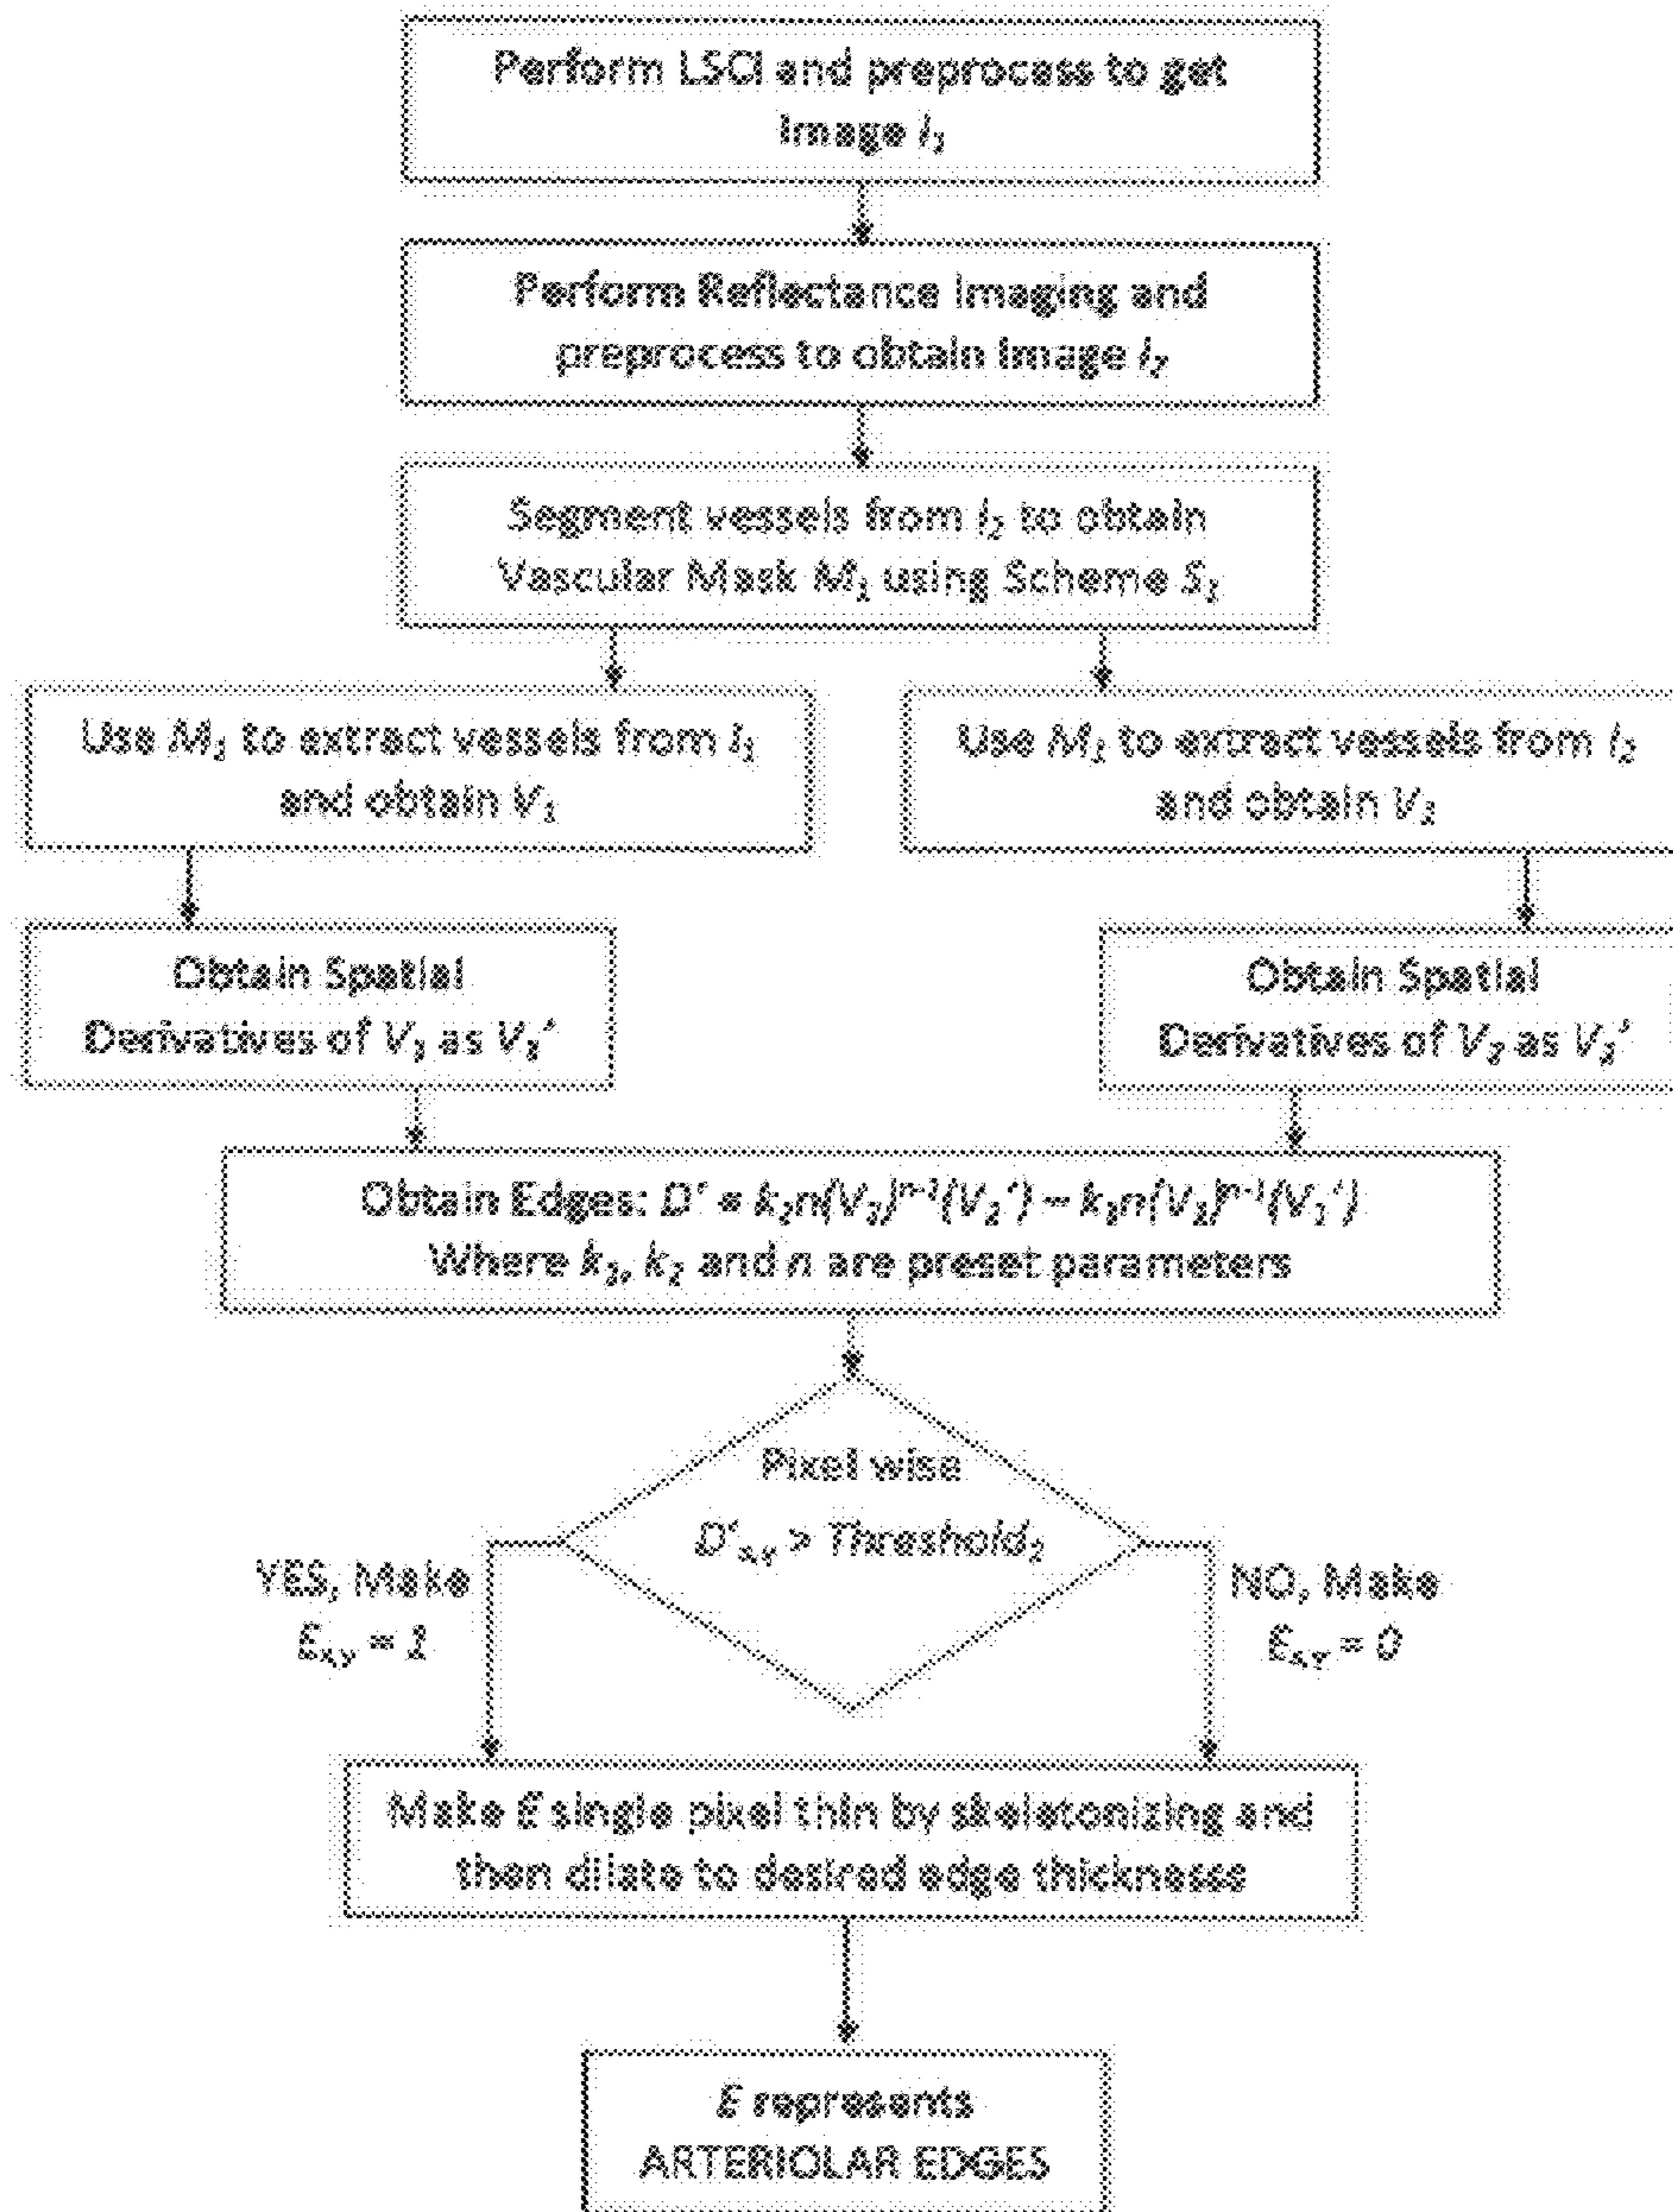 Perform LSCI and preprocess to get
Image I₁
Perform Reflectance Imaging and
preprocess to obtain Image I₂
Segment vessels from I₂ to obtain
Vascular Mask M₁ using Scheme S₁
Use M₁ to extract vessels from I₁
and obtain V₁
Use M₁ to extract vessels from I₂
and obtain V₂
Obtain Spatial
Derivatives of V₁ as V₁'
Obtain Spatial
Derivatives of V₂ as V₂'
Obtain Edges: D' = k₂n(V₂)ⁿ⁻¹(V₂') – k₁n(V₁)ⁿ⁻¹(V₁')
Where k₁, k₂ and n are preset parameters
Pixel wise
D'ₓ,ᵧ > Threshold₂
YES, Make
Eₓ,ᵧ = 1
NO, Make
Eₓ,ᵧ = 0
Make E single pixel thin by skeletonizing and
then dilate to desired edge thicknesse
E represents
ARTERIOLAR EDGES